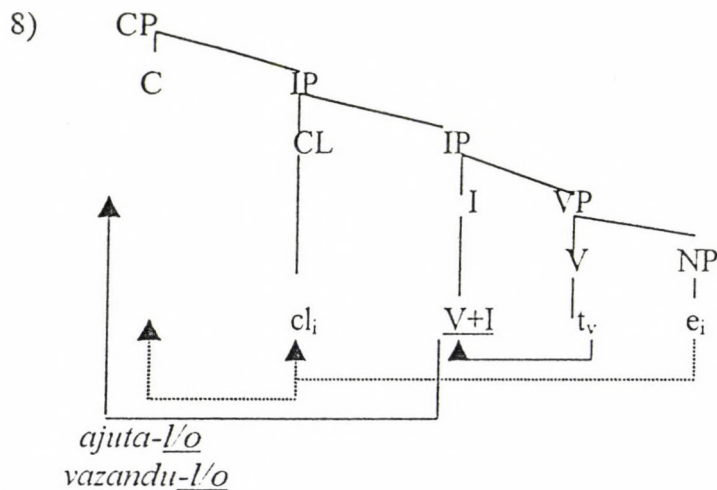 8) CP
C IP
CL IP
I VP
V NP
cli V+I tv ei
ajuta-l/o
vazandu-l/o